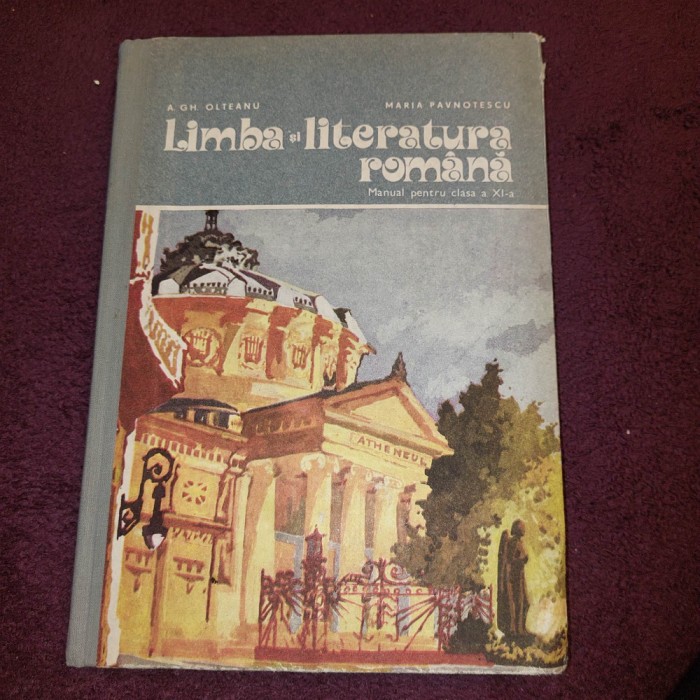 A. GH. OLTEANU MARIA PAVNOTESCU
Limba și literatura
română
Manual pentru clasa a XI-a
ATHENEUL